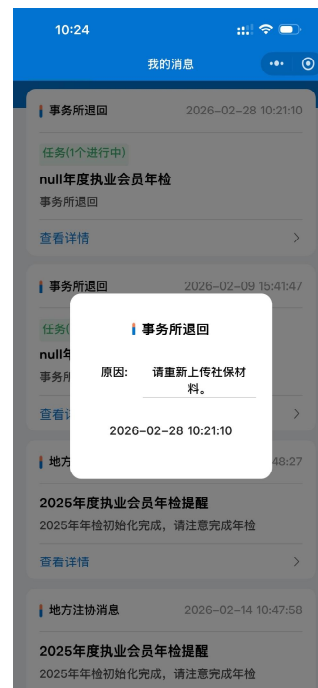 10:24
我的消息
事务所退回
2026-02-28 10:21:10
任务(1个进行中)
null年度执业会员年检
事务所退回
查看详情
事务所退回
2026-02-09 15:41:47
任务(
null年
事务所
查看
事务所退回
原因:
请重新上传社保材
料。
2026-02-28 10:21:10
地方
48:27
2025年度执业会员年检提醒
2025年年检初始化完成，请注意完成年检
查看详情
地方注协消息
2026-02-14 10:47:58
2025年度执业会员年检提醒
2025年年检初始化完成，请注意完成年检